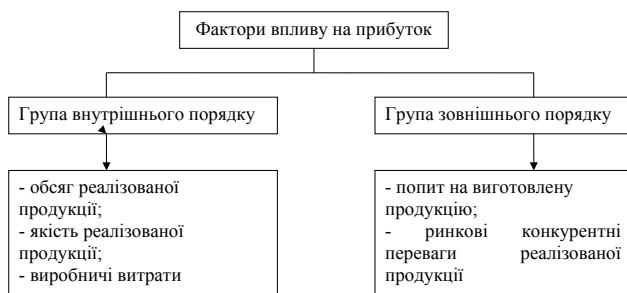 Фактори впливу на прибуток
Група внутрішнього порядку
Група зовнішнього порядку
- обсяг реалізованої
продукції;
- якість реалізованої
продукції;
- виробничі витрати
- попит на виготовлену
продукцію;
- ринкові конкурентні
переваги реалізованої
продукції